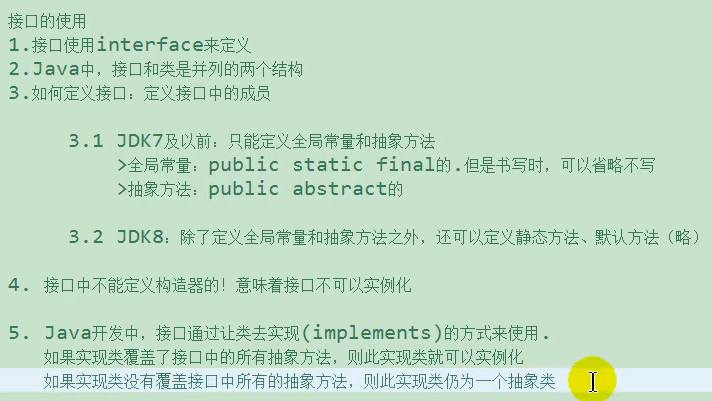 接口的使用
1.接口使用interface来定义
2.Java中，接口和类是并列的两个结构
3.如何定义接口：定义接口中的成员
3.1 JDK7及以前：只能定义全局常量和抽象方法
>全局常量：public static final的.但是书写时，可以省略不写
>抽象方法：public abstract的
3.2 JDK8：除了定义全局常量和抽象方法之外，还可以定义静态方法、默认方法（略）
4. 接口中不能定义构造器的！意味着接口不可以实例化
5. Java开发中，接口通过让类去实现(implements)的方式来使用.
如果实现类覆盖了接口中的所有抽象方法，则此实现类就可以实例化
如果实现类没有覆盖接口中所有的抽象方法，则此实现类仍为一个抽象类